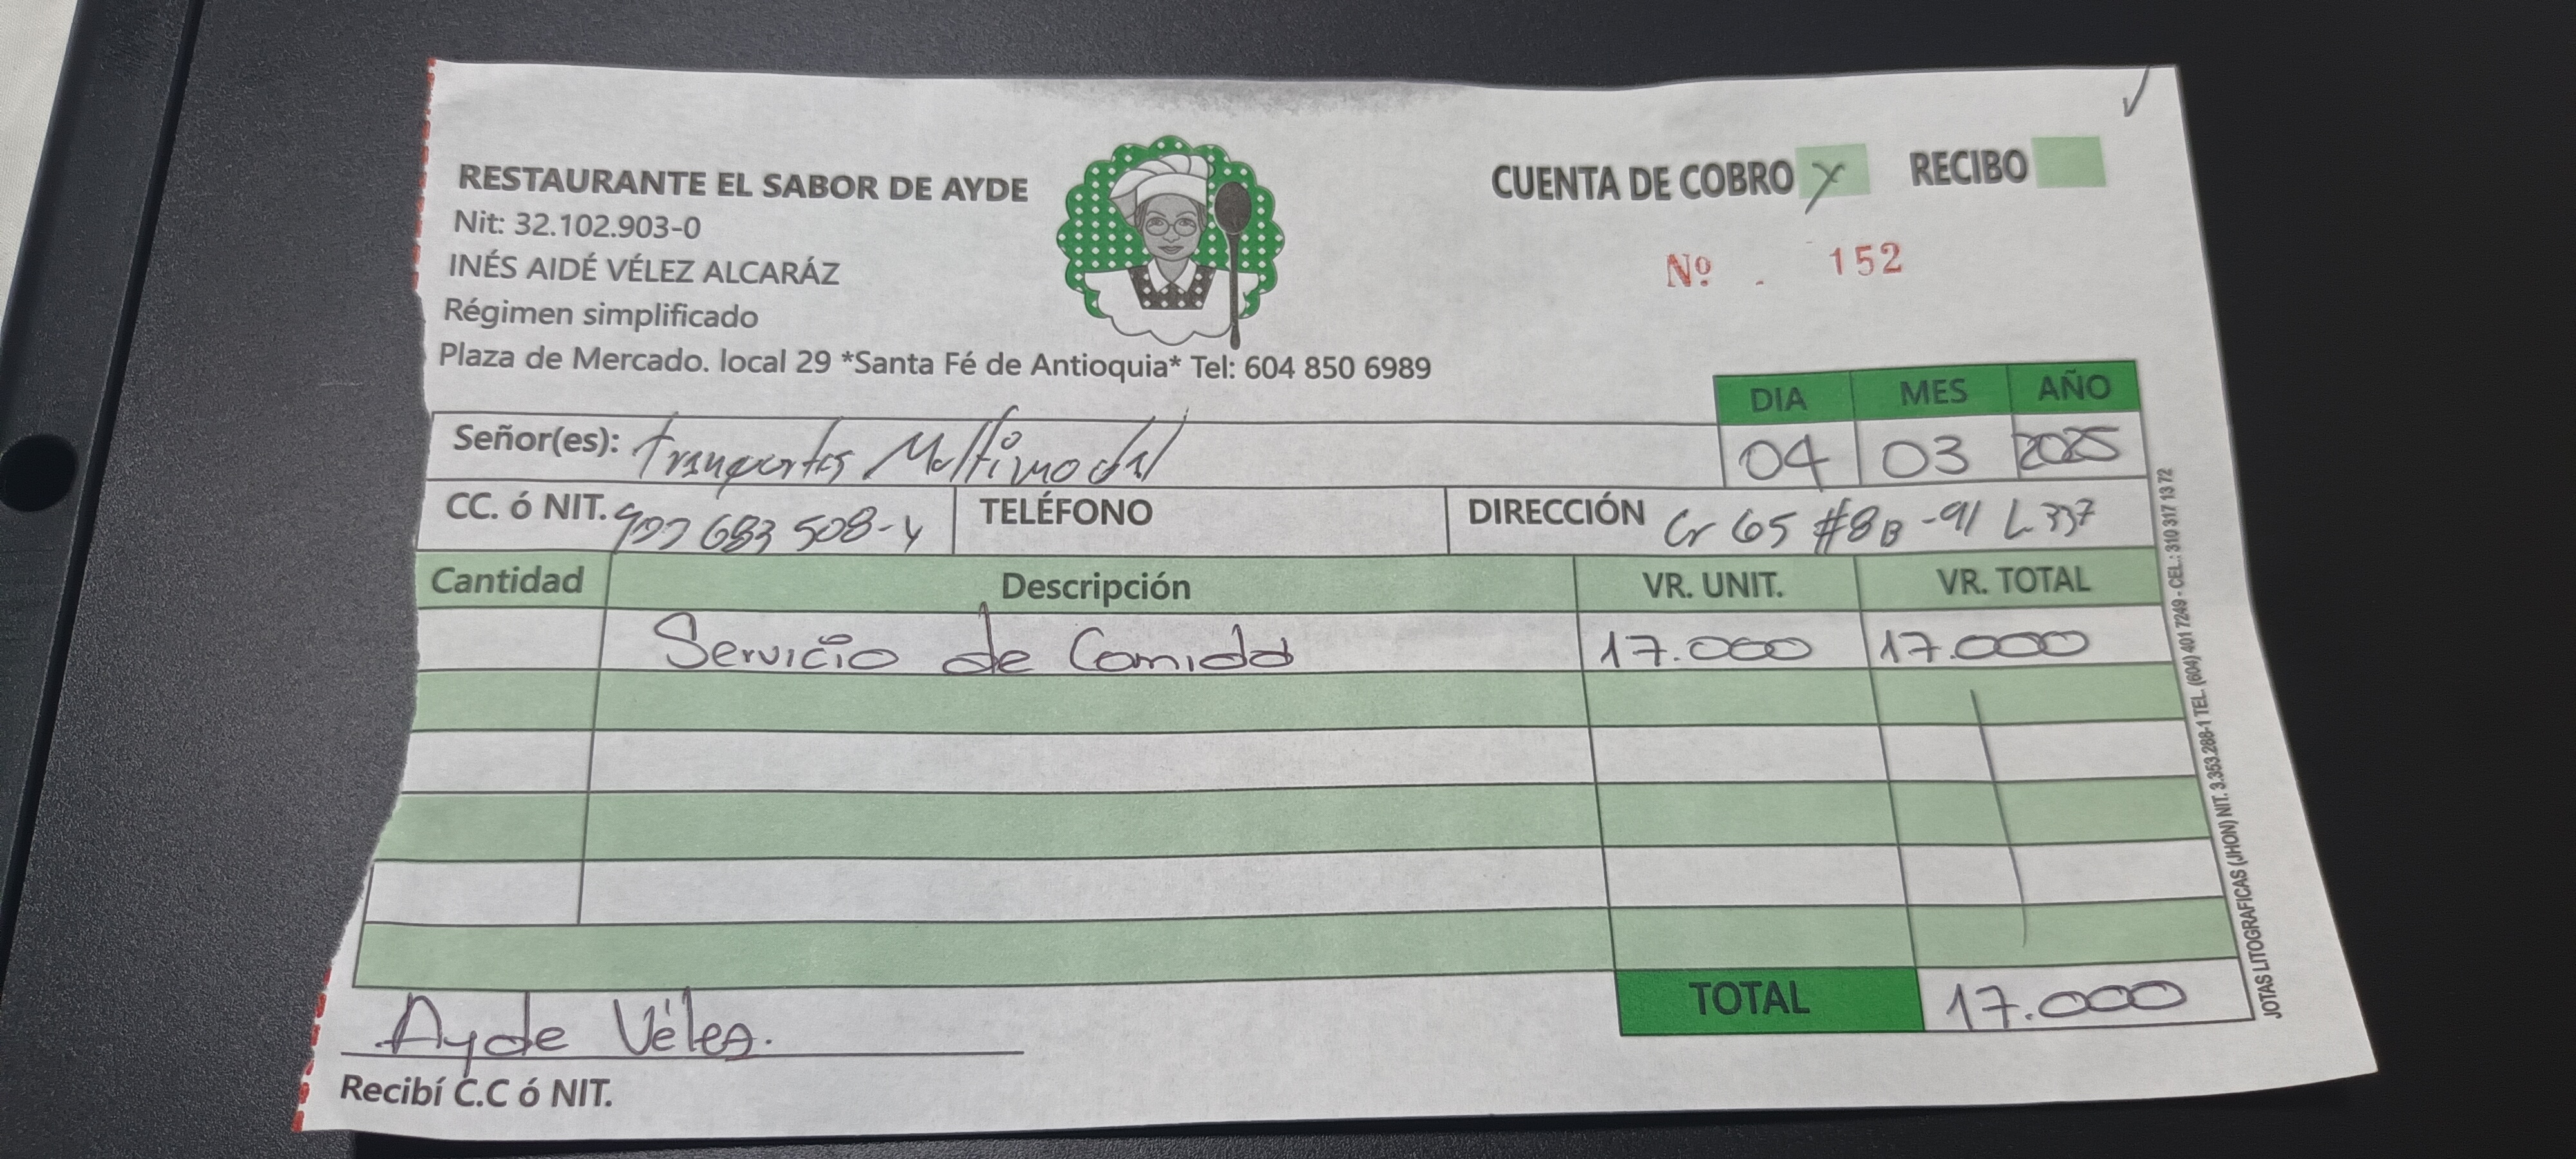 RESTAURANTE EL SABOR DE AYDE
Nit: 32.102.903-0
INÉS AIDÉ VÉLEZ ALCARÁZ
Régimen simplificado
Plaza de Mercado. local 29 *Santa Fé de Antioquia* Tel: 604 850 6989
CUENTA DE COBRO X RECIBO
Nº 152
DIA MES AÑO
04 03 2025
Señor(es): Transportes Multimodal
CC. ó NIT. 683 508-4 TELÉFONO DIRECCIÓN Cr 65 #8B-91 L 337
Cantidad Descripción VR. UNIT. VR. TOTAL
Servicio de Comida 17.000 17.000
TOTAL 17.000
Ayde Vélez.
Recibí C.C ó NIT.
JOTAS LITOGRAFICAS (JHON) NIT. 3.353.288-1 TEL. (604) 401 7249 - CEL.: 310 317 13 72